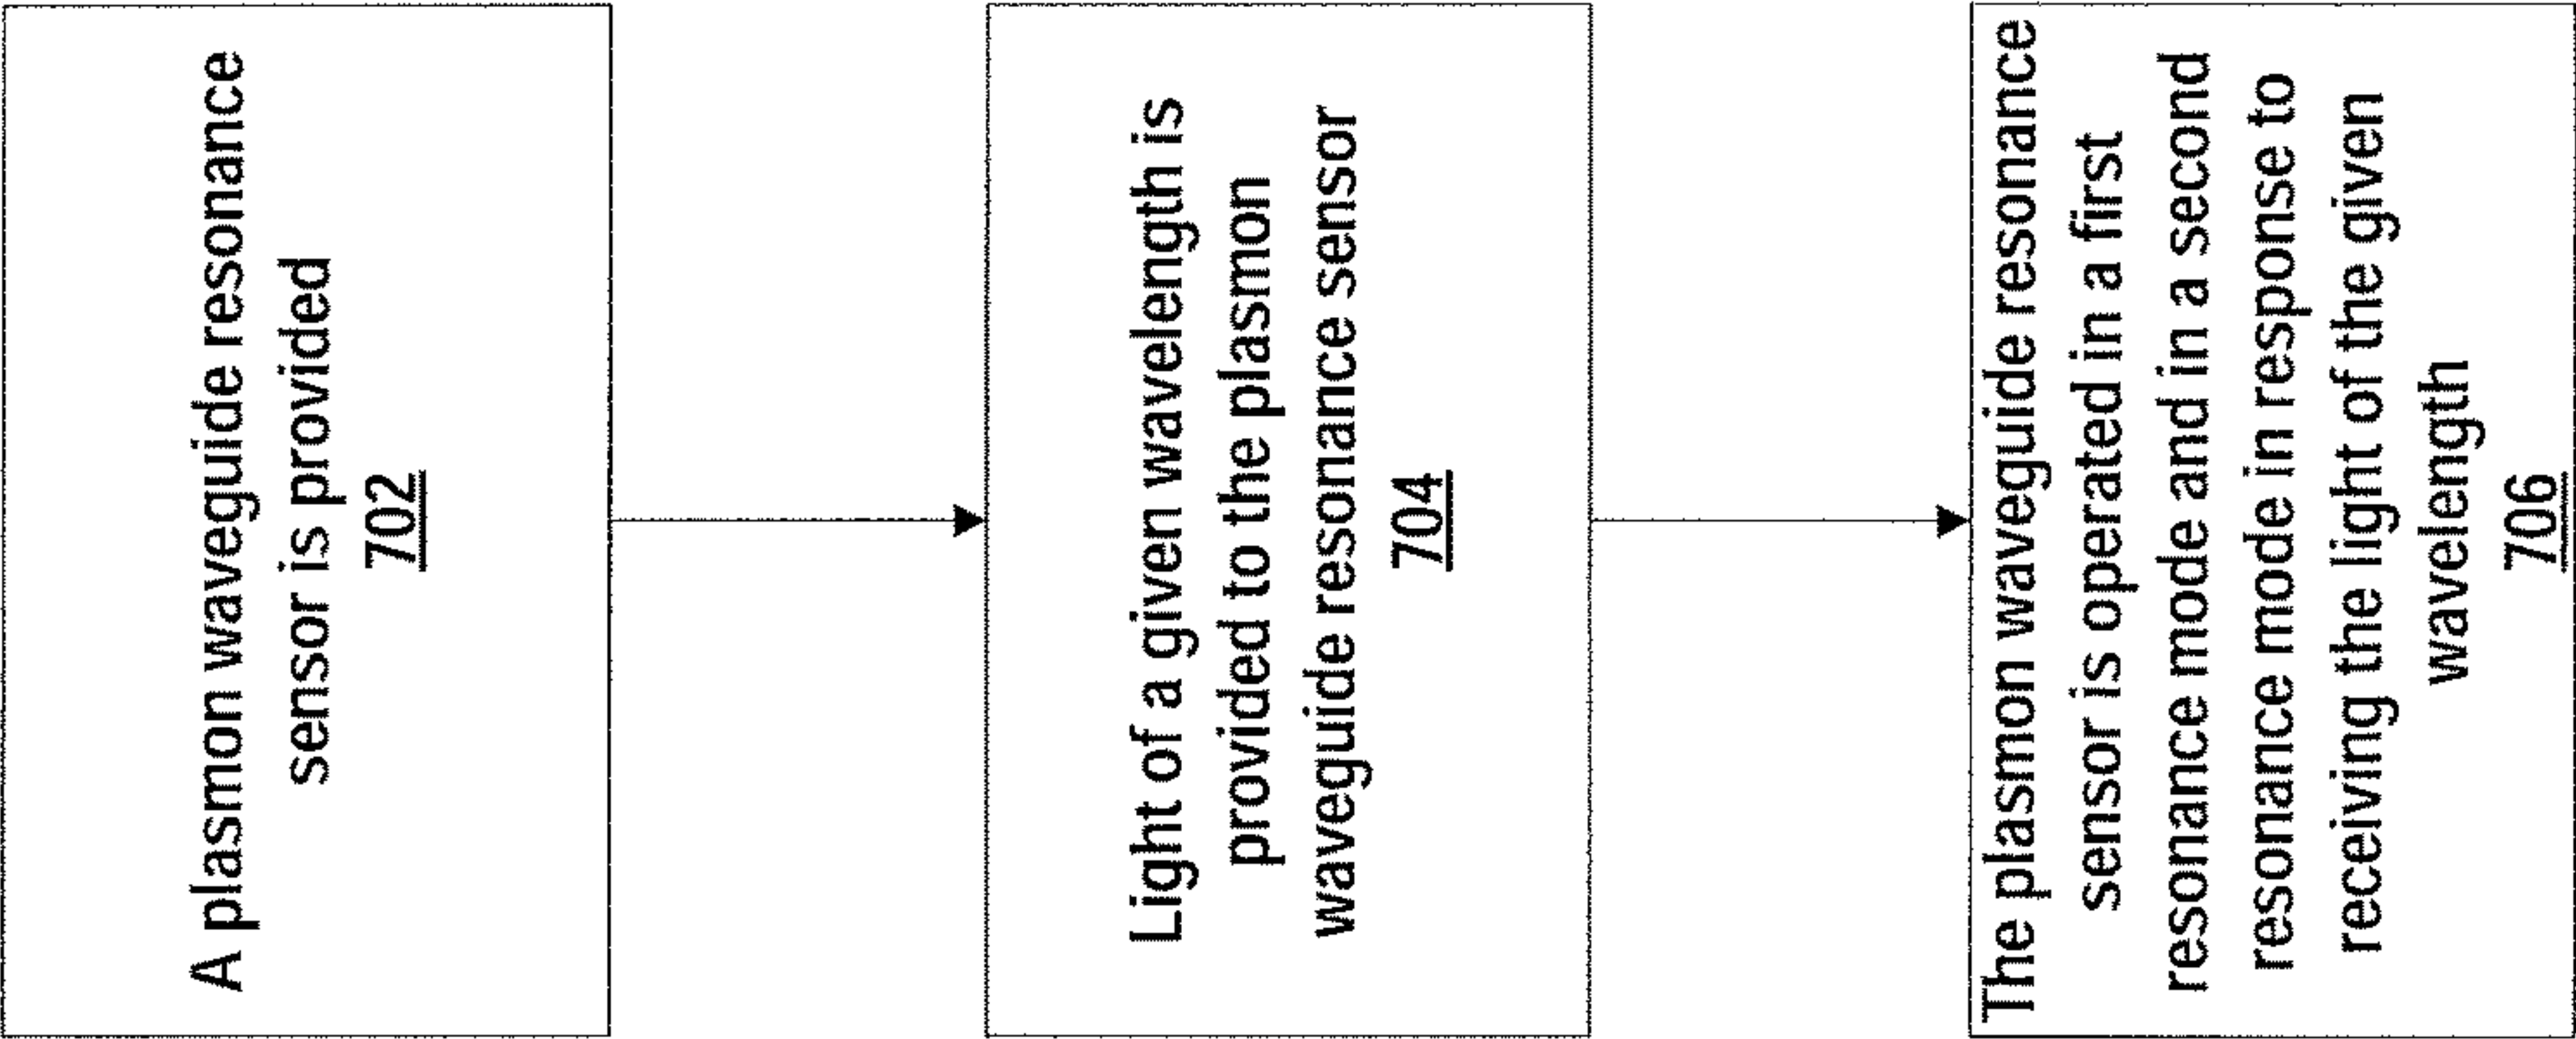 A plasmon waveguide resonance
sensor is provided
702
Light of a given wavelength is
provided to the plasmon
waveguide resonance sensor
704
The plasmon waveguide resonance
sensor is operated in a first
resonance mode and in a second
resonance mode in response to
receiving the light of the given
wavelength
706